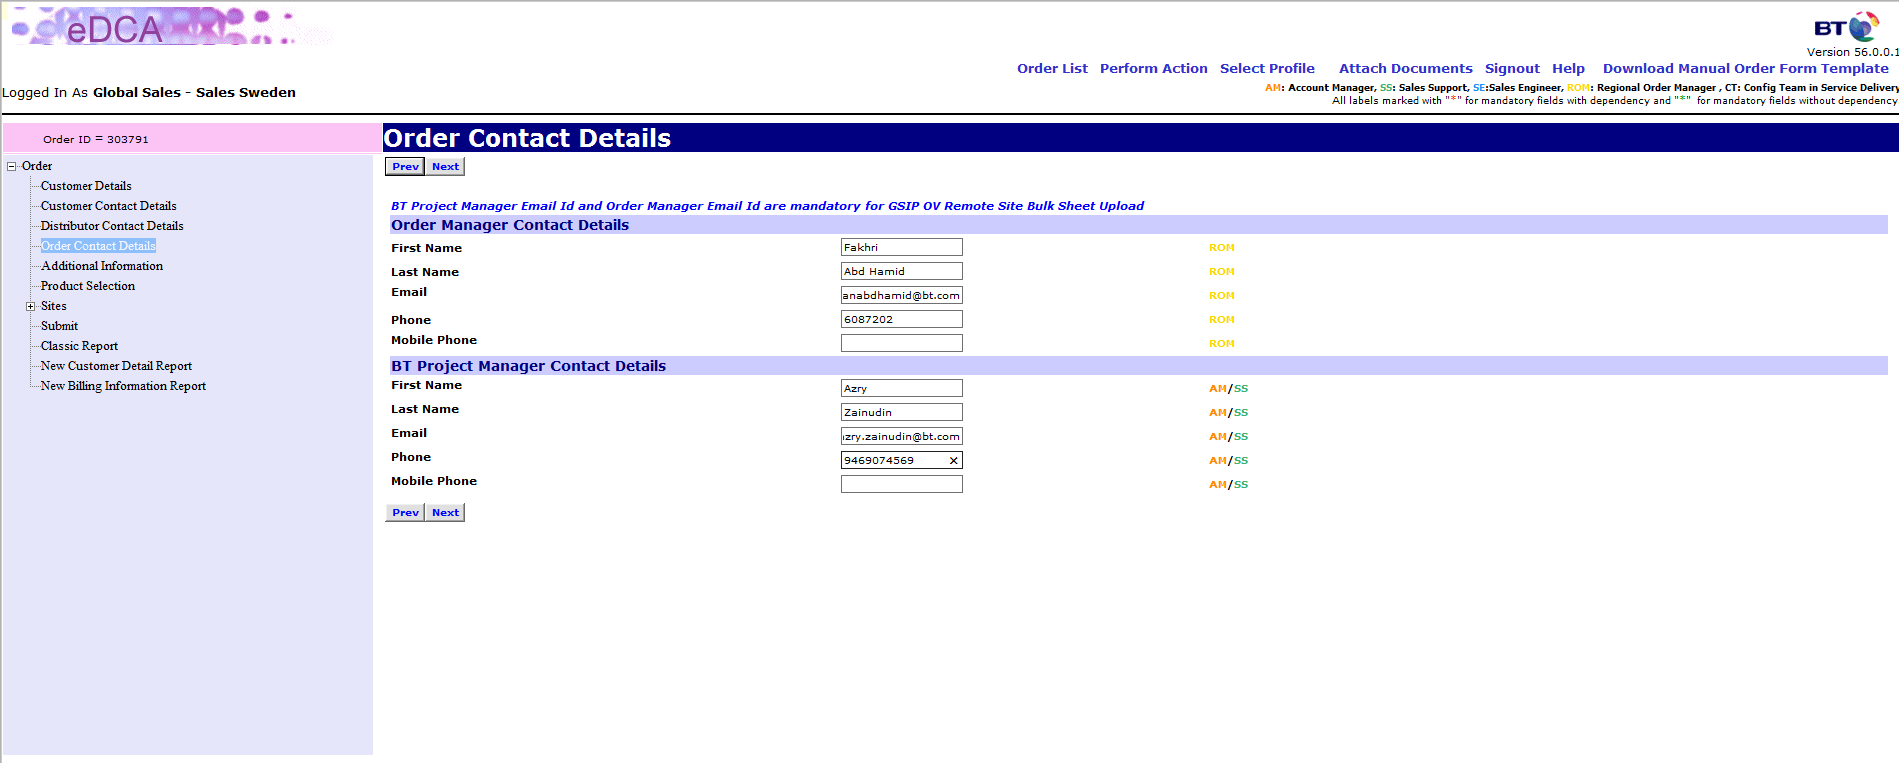 eDCA
BT
Version 56.0.0.1
Order List Perform Action Select Profile Attach Documents Signout Help Download Manual Order Form Template
Logged In As Global Sales - Sales Sweden
AM: Account Manager, SS: Sales Support, SE:Sales Engineer, ROM: Regional Order Manager , CT: Config Team in Service Delivery
All labels marked with "*" for mandatory fields with dependency and "*" for mandatory fields without dependency
Order ID = 303791
Order Contact Details
Prev Next
Order
Customer Details
Customer Contact Details
Distributor Contact Details
Order Contact Details
Additional Information
Product Selection
Sites
Submit
Classic Report
New Customer Detail Report
New Billing Information Report
BT Project Manager Email Id and Order Manager Email Id are mandatory for GSIP OV Remote Site Bulk Sheet Upload
Order Manager Contact Details
First Name Fakhri ROM
Last Name Abd Hamid ROM
Email anabdhamid@bt.com ROM
Phone 6087202 ROM
Mobile Phone ROM
BT Project Manager Contact Details
First Name Azry AM/SS
Last Name Zainudin AM/SS
Email zry.zainudin@bt.com AM/SS
Phone 9469074569 AM/SS
Mobile Phone AM/SS
Prev Next